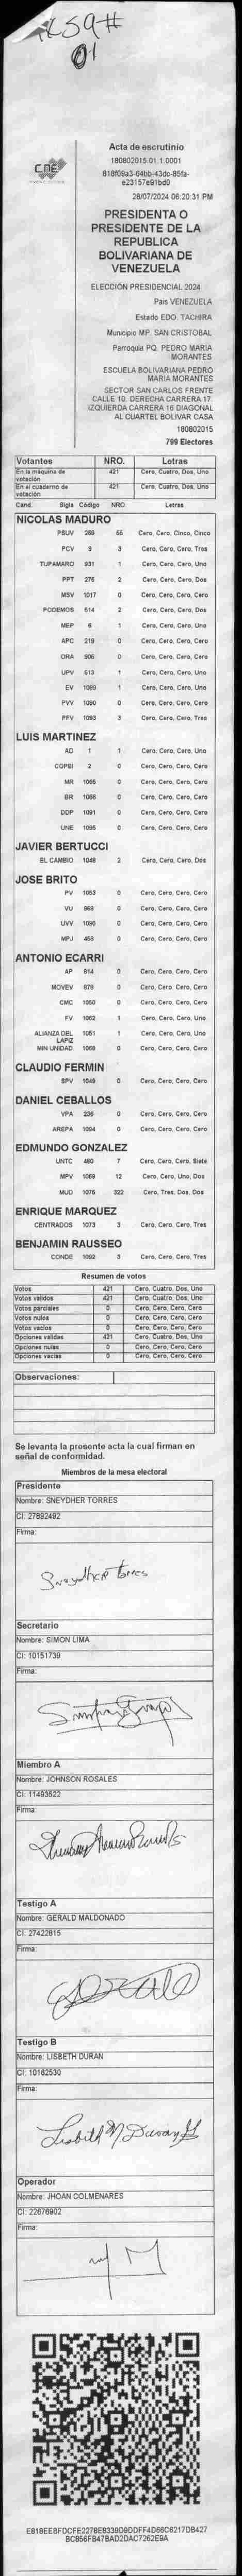 01
CNE
Acta de escrutinio
180802015.01.1.0001
28/07/2024 06:20:31 PM
PRESIDENTA O
PRESIDENTE DE LA
REPUBLICA
BOLIVARIANA DE
VENEZUELA
ELECCIÓN PRESIDENCIAL 2024
Pais VENEZUELA
Estado EDO. TACHIRA
Municipio MP. SAN CRISTOBAL
Parroquia PQ. PEDRO MARIA
MORANTES
ESCUELA BOLIVARIANA PEDRO
MARIA MORANTES
SECTOR SAN CARLOS FRENTE
CALLE 10. DERECHA CARRERA 17.
IZQUIERDA CARRERA 16 DIAGONAL
AL CUARTEL BOLIVAR CASA
180802015
799 Electores
Votantes NRO. Letras
En la máquina de votación 421 Cero, Cuatro, Dos, Uno
En el cuaderno de votación 421 Cero, Cuatro, Dos, Uno
Cand. Sigla Código NRO Letras
NICOLAS MADURO
PSUV 269 55 Cero, Cero, Cinco, Cinco
PCV 9 3 Cero, Cero, Cero, Tres
TUPAMARO 931 1 Cero, Cero, Cero, Uno
PPT 276 2 Cero, Cero, Cero, Dos
MSV 1017 0 Cero, Cero, Cero, Cero
PODEMOS 514 2 Cero, Cero, Cero, Dos
MEP 6 1 Cero, Cero, Cero, Uno
APC 219 0 Cero, Cero, Cero, Cero
ORA 906 0 Cero, Cero, Cero, Cero
UPV 513 1 Cero, Cero, Cero, Uno
EV 1089 1 Cero, Cero, Cero, Uno
PVV 1090 0 Cero, Cero, Cero, Cero
PFV 1093 3 Cero, Cero, Cero, Tres
LUIS MARTINEZ
AD 1 1 Cero, Cero, Cero, Uno
COPEI 2 0 Cero, Cero, Cero, Cero
MR 1065 0 Cero, Cero, Cero, Cero
BR 1066 0 Cero, Cero, Cero, Cero
DDP 1091 0 Cero, Cero, Cero, Cero
UNE 1095 0 Cero, Cero, Cero, Cero
JAVIER BERTUCCI
EL CAMBIO 1048 2 Cero, Cero, Cero, Dos
JOSE BRITO
PV 1053 0 Cero, Cero, Cero, Cero
VU 868 0 Cero, Cero, Cero, Cero
UVV 1096 0 Cero, Cero, Cero, Cero
MPJ 458 0 Cero, Cero, Cero, Cero
ANTONIO ECARRI
AP 814 0 Cero, Cero, Cero, Cero
MOVEV 978 0 Cero, Cero, Cero, Cero
CMC 1050 0 Cero, Cero, Cero, Cero
FV 1062 1 Cero, Cero, Cero, Uno
ALIANZA DEL LAPIZ 1051 1 Cero, Cero, Cero, Uno
MIN UNIDAD 1068 0 Cero, Cero, Cero, Cero
CLAUDIO FERMIN
SPV 1049 0 Cero, Cero, Cero, Cero
DANIEL CEBALLOS
VPA 236 0 Cero, Cero, Cero, Cero
AREPA 1094 0 Cero, Cero, Cero, Cero
EDMUNDO GONZALEZ
UNTC 460 7 Cero, Cero, Cero, Siete
MPV 1069 12 Cero, Cero, Uno, Dos
MUD 1076 322 Cero, Tres, Dos, Dos
ENRIQUE MARQUEZ
CENTRADOS 1073 3 Cero, Cero, Cero, Tres
BENJAMIN RAUSSEO
CONDE 1092 3 Cero, Cero, Cero, Tres
Resumen de votos
Votos 421 Cero, Cuatro, Dos, Uno
Votos validos 421 Cero, Cuatro, Dos, Uno
Votos parciales 0 Cero, Cero, Cero, Cero
Votos nulos 0 Cero, Cero, Cero, Cero
Votos vacios 0 Cero, Cero, Cero, Cero
Opciones validas 421 Cero, Cuatro, Dos, Uno
Opciones nulas 0 Cero, Cero, Cero, Cero
Opciones vacias 0 Cero, Cero, Cero, Cero
Observaciones:
Se levanta la presente acta la cual firman en
señal de conformidad.
Miembros de la mesa electoral
Presidente
Nombre: SNEYDHER TORRES
CI: 27892492
Firma:
Sneydher Torres
Secretario
Nombre: SIMON LIMA
CI: 10151739
Firma:
Miembro A
Nombre: JOHNSON ROSALES
CI: 11493522
Firma:
Testigo A
Nombre: GERALD MALDONADO
CI: 27422815
Firma:
Testigo B
Nombre: LISBETH DURAN
CI: 10162530
Firma:
Lisbeth M Duran
Operador
Nombre: JHOAN COLMENARES
CI: 22676902
Firma: